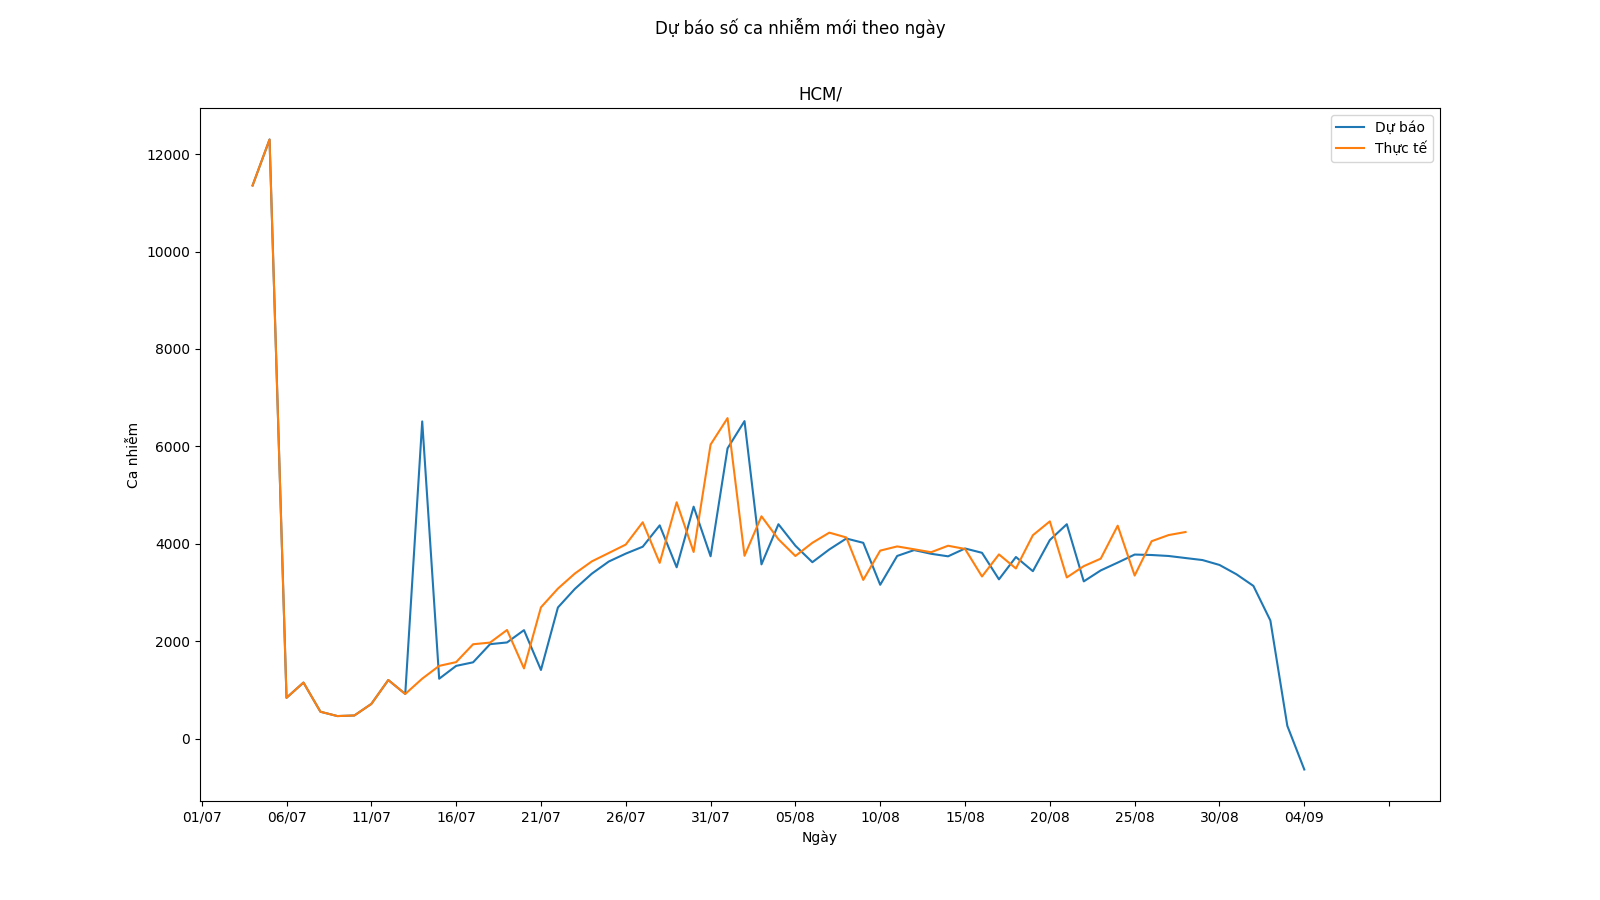 Dự báo số ca nhiễm mới theo ngày
HCM/
Dự báo
Thực tế
12000
10000
8000
6000
4000
2000
0
Ca nhiễm
01/07 06/07 11/07 16/07 21/07 26/07 31/07 05/08 10/08 15/08 20/08 25/08 30/08 04/09
Ngày